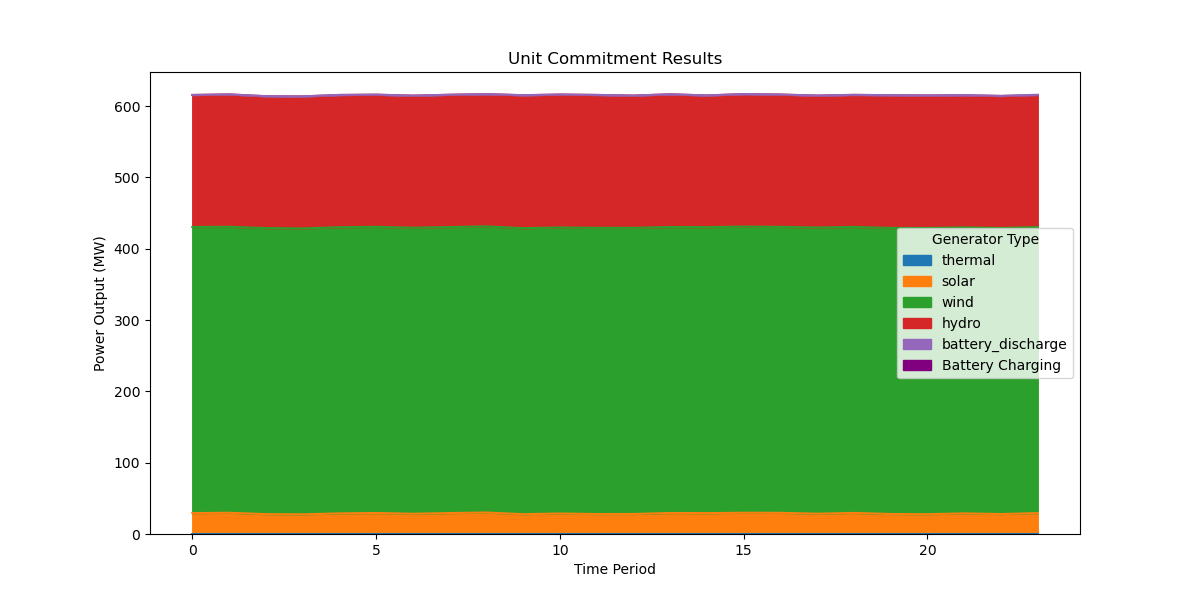 Unit Commitment Results
Power Output (MW)
600
500
400
300
200
100
0
0 5 10 15 20
Time Period
Generator Type
thermal
solar
wind
hydro
battery_discharge
Battery Charging